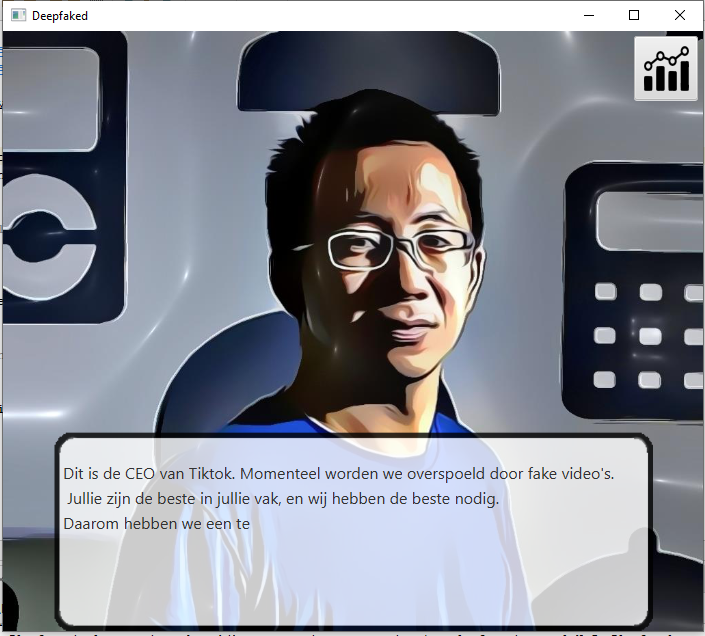 Deepfaked
Dit is de CEO van Tiktok. Momenteel worden we overspoeld door fake video's.
Jullie zijn de beste in jullie vak, en wij hebben de beste nodig.
Daarom hebben we een te